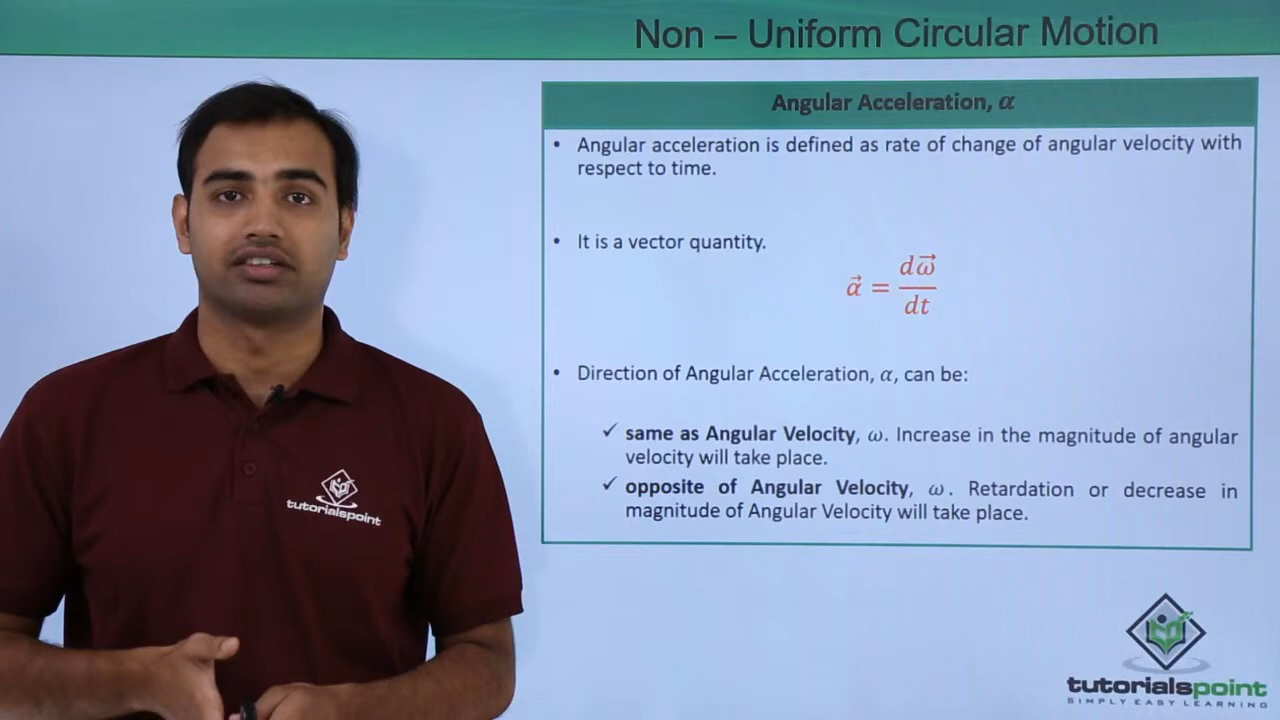 Non – Uniform Circular Motion
Angular Acceleration, α
• Angular acceleration is defined as rate of change of angular velocity with
respect to time.
• It is a vector quantity.
α⃗ = dω⃗/dt
• Direction of Angular Acceleration, α, can be:
✓ same as Angular Velocity, ω. Increase in the magnitude of angular
velocity will take place.
✓ opposite of Angular Velocity, ω. Retardation or decrease in
magnitude of Angular Velocity will take place.
tutorialspoint
tutorialspoint
SIMPLY EASY LEARNING